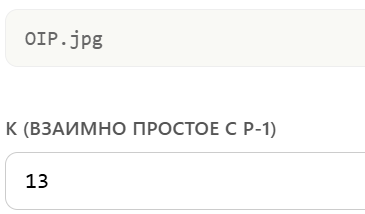 OIP.jpg
К (ВЗАИМНО ПРОСТОЕ С P-1)
13